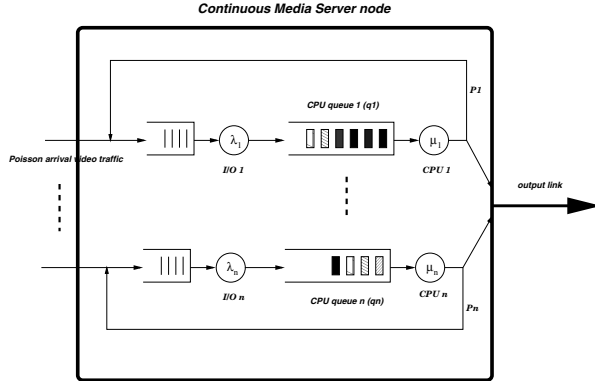 Continuous Media Server node
P1
CPU queue 1 (q1)
λ1
μ1
Poisson arrival video traffic
I/O 1
CPU 1
output link
λn
μn
I/O n
CPU queue n (qn)
CPU n
Pn